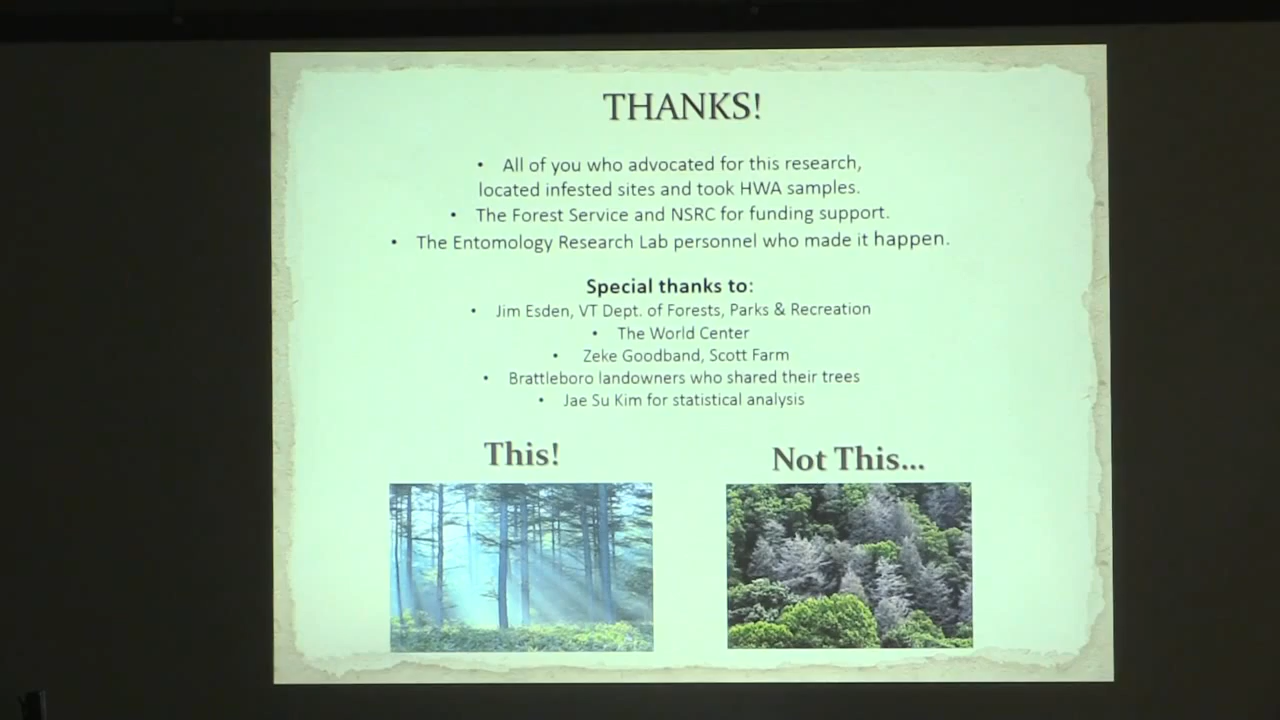 THANKS!
• All of you who advocated for this research,
located infested sites and took HWA samples.
• The Forest Service and NSRC for funding support.
• The Entomology Research Lab personnel who made it happen.
Special thanks to:
• Jim Esden, VT Dept. of Forests, Parks & Recreation
• The World Center
• Zeke Goodband, Scott Farm
• Brattleboro landowners who shared their trees
• Jae Su Kim for statistical analysis
This!
Not This...